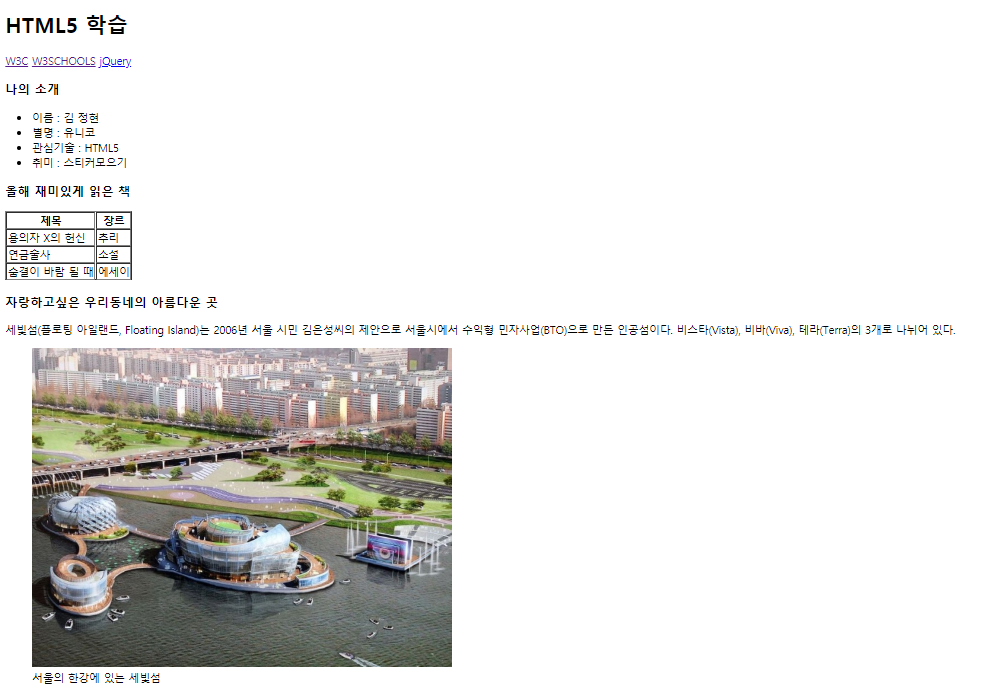 HTML5 학습
W3C W3SCHOOLS jQuery
나의 소개
이름 : 김 정현
별명 : 유니코
관심기술 : HTML5
취미 : 스티커모으기
올해 재미있게 읽은 책
제목 장르
용의자 X의 헌신 추리
연금술사 소설
숨결이 바람 될 때 에세이
자랑하고싶은 우리동네의 아름다운 곳
세빛섬(플로팅 아일랜드, Floating Island)는 2006년 서울 시민 김은성씨의 제안으로 서울시에서 수익형 민자사업(BTO)으로 만든 인공섬이다. 비스타(Vista), 비바(Viva), 테라(Terra)의 3개로 나뉘어 있다.
서울의 한강에 있는 세빛섬